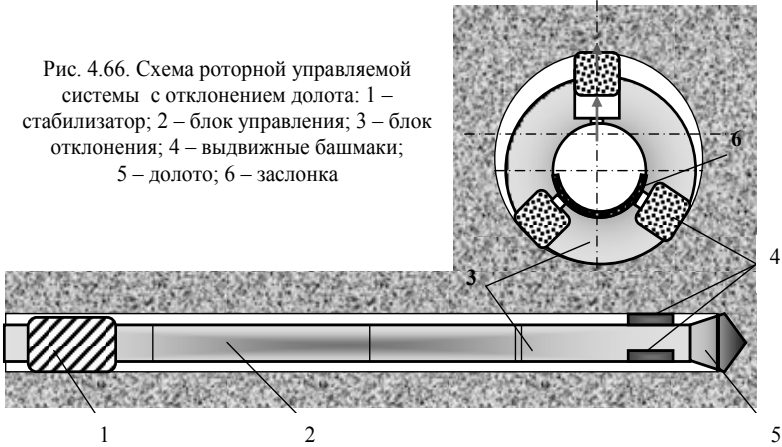 Рис. 4.66. Схема роторной управляемой
системы с отклонением долота: 1 –
стабилизатор; 2 – блок управления; 3 – блок
отклонения; 4 – выдвижные башмаки;
5 – долото; 6 – заслонка
6
4
3
1
2
5